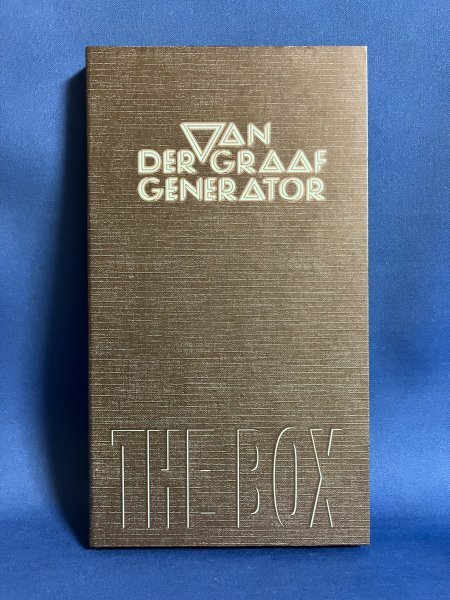 VAN
DER GRAAF
GENERATOR
THE BOX